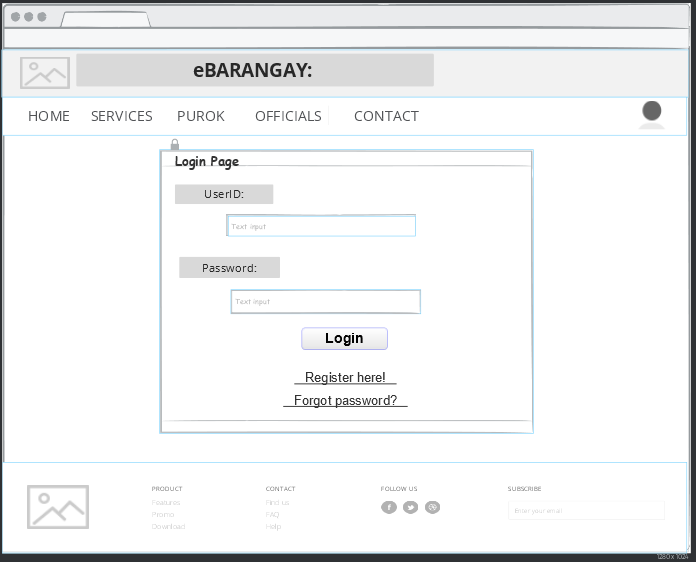 eBARANGAY:
HOME SERVICES PUROK OFFICIALS CONTACT
Login Page
UserID:
Text input
Password:
Text input
Login
Register here!
Forgot password?
PRODUCT
Features
Promo
Download
CONTACT
Find us
FAQ
Help
FOLLOW US
SUBSCRIBE
Enter your email
1280 x 1024